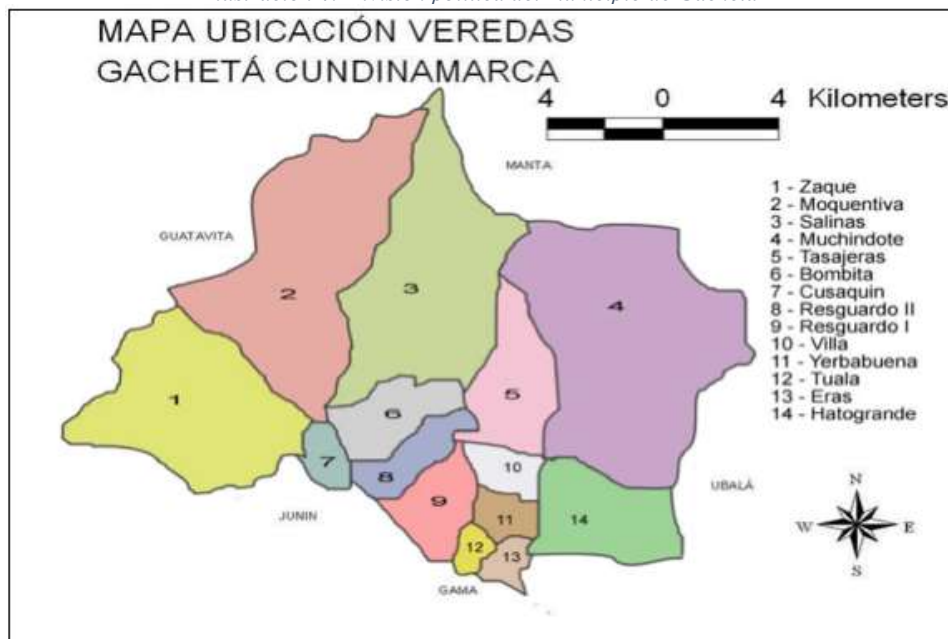 MAPA UBICACIÓN VEREDAS
GACHETÁ CUNDINAMARCA
4 0 4 Kilometers
MANTA
GUATAVITA
1 - Zaque
2 - Moquentiva
3 - Salinas
4 - Muchindote
5 - Tasajeras
6 - Bombita
7 - Cusaquin
8 - Resguardo II
9 - Resguardo I
10 - Villa
11 - Yerbabuena
12 - Tuala
13 - Eras
14 - Hatogrande
2
3
4
1
5
6
7
8
10
9
11
14
12
13
UBALÁ
JUNIN
GAMA
N
W
E
S